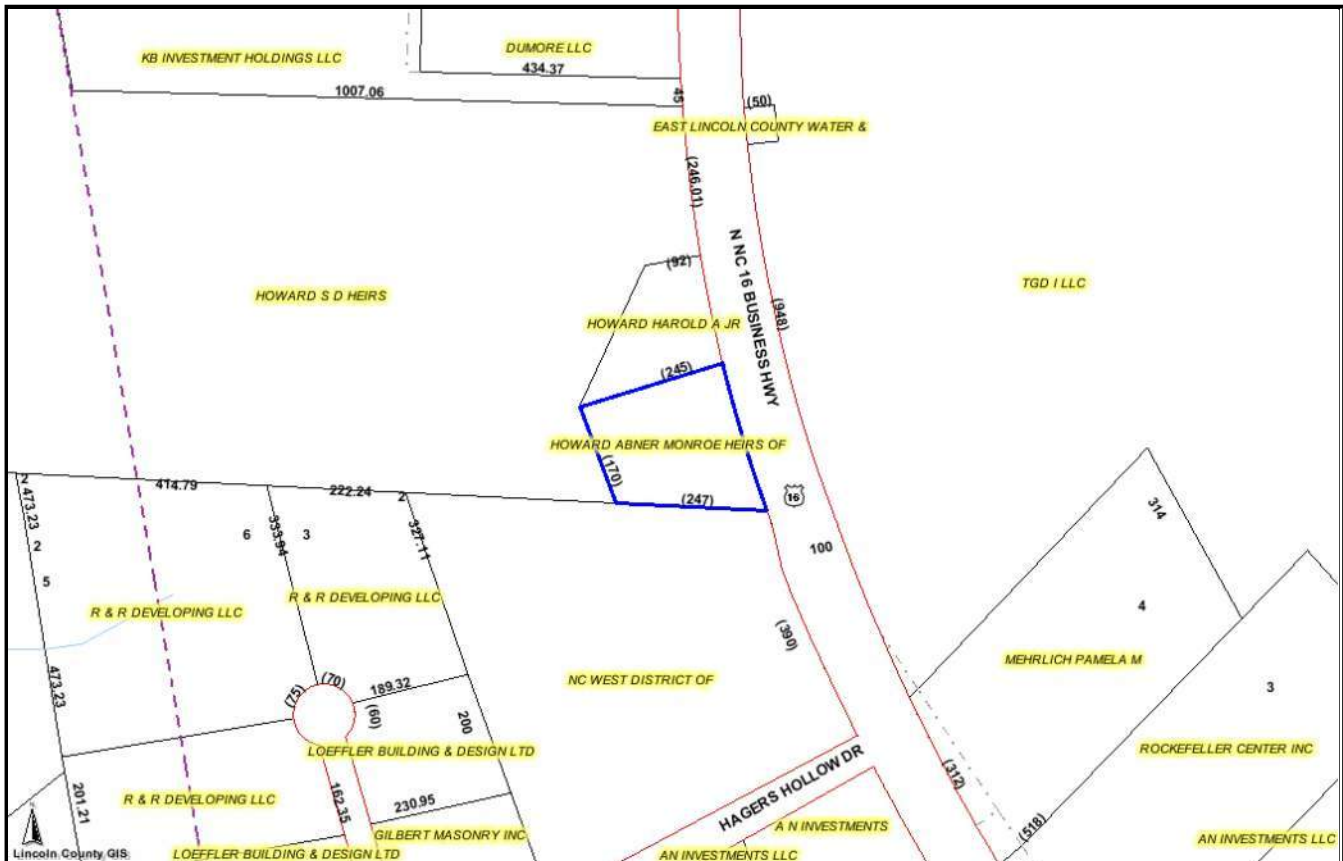 KB INVESTMENT HOLDINGS LLC
DUMORE LLC
434.37
1007.06
45
(50)
EAST LINCOLN COUNTY WATER &
(246.01)
N NC 16 BUSINESS HWY
(92)
HOWARD S D HEIRS
TGD I LLC
(948)
HOWARD HAROLD A JR
(245)
HOWARD ABNER MONROE HEIRS OF
(170)
(247)
16
2
414.79
222.24
2
473.23
2
5
6
333.94
3
327.11
100
314
4
R & R DEVELOPING LLC
R & R DEVELOPING LLC
(390)
MEHRLICH PAMELA M
NC WEST DISTRICT OF
3
473.23
(75)
(70)
189.32
(60)
200
LOEFFLER BUILDING & DESIGN LTD
ROCKEFELLER CENTER INC
HAGERS HOLLOW DR
(312)
201.21
R & R DEVELOPING LLC
162.35
230.95
GILBERT MASONRY INC
A N INVESTMENTS
(518)
AN INVESTMENTS LLC
Lincoln County GIS
LOEFFLER BUILDING & DESIGN LTD
AN INVESTMENTS LLC